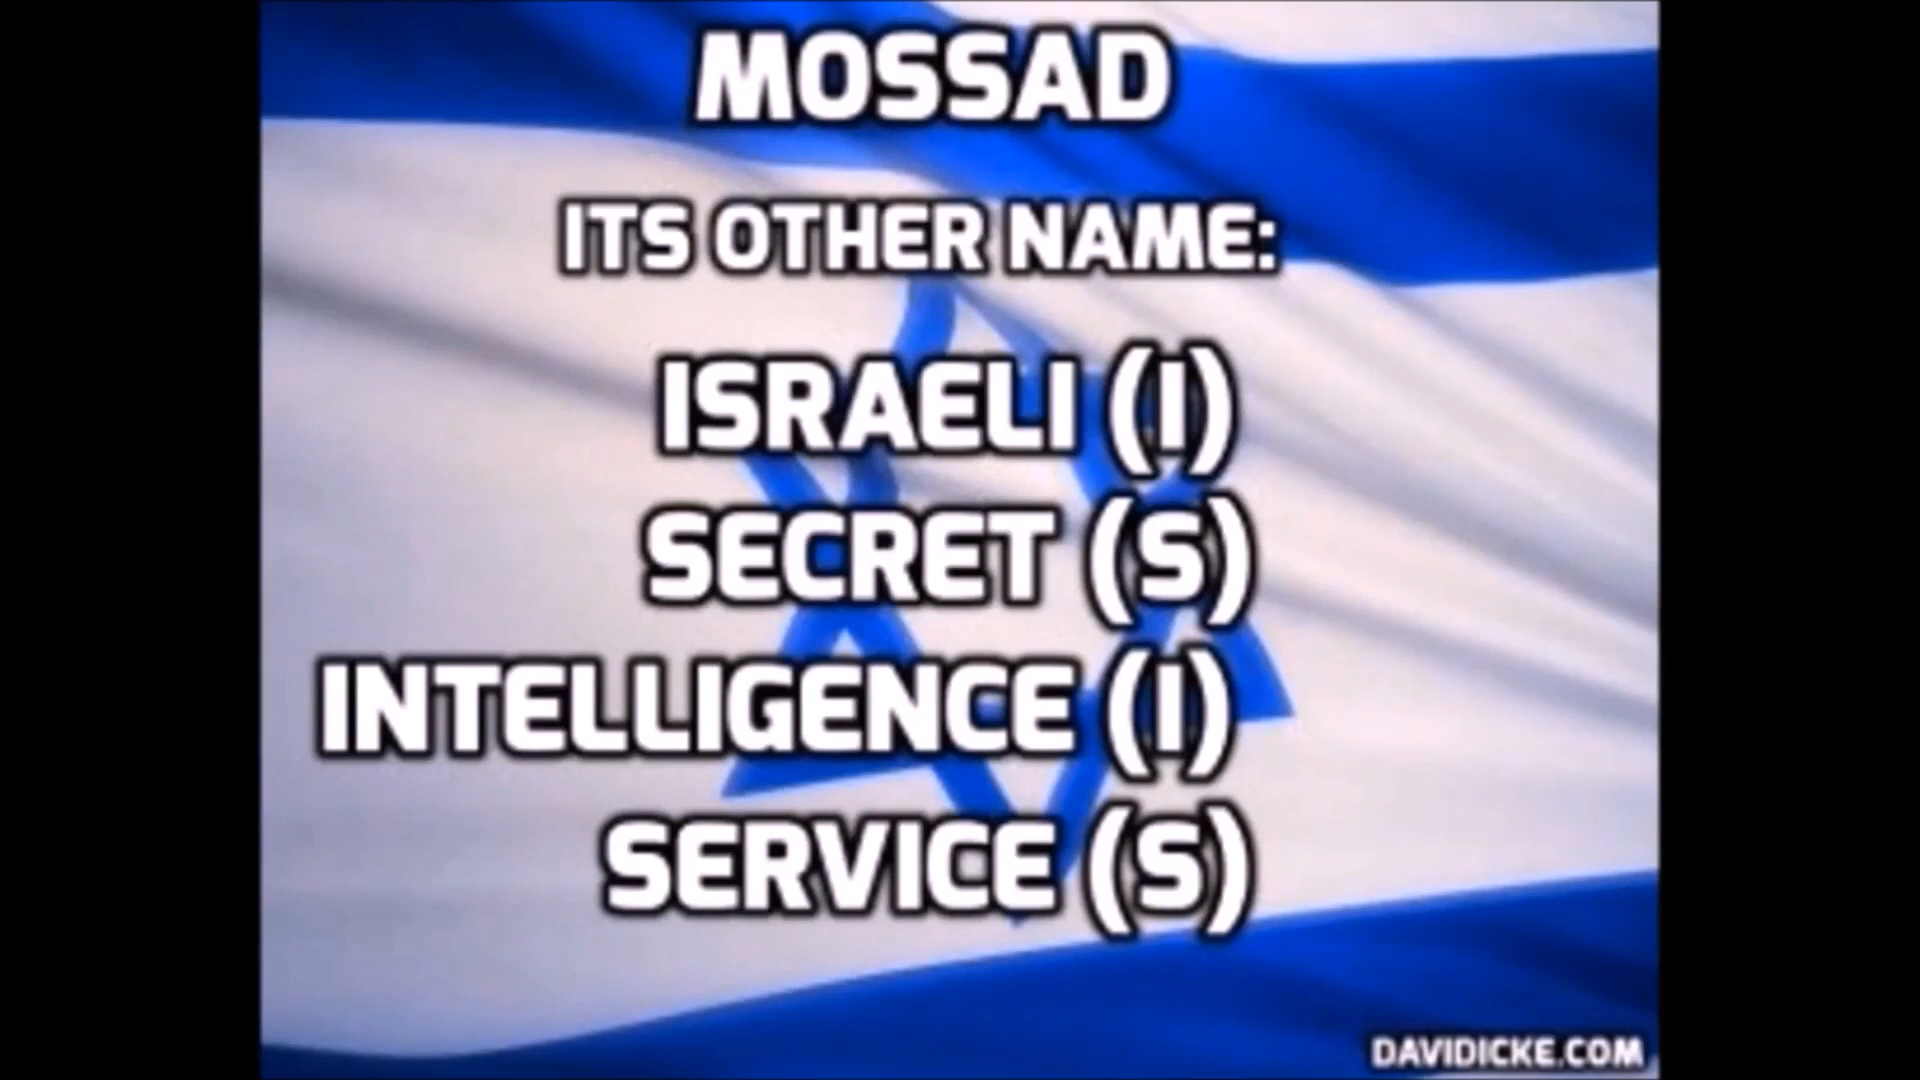 MOSSAD
ITS OTHER NAME:
ISRAELI (I)
SECRET (S)
INTELLIGENCE (I)
SERVICE (S)
DAVIDICKE.COM